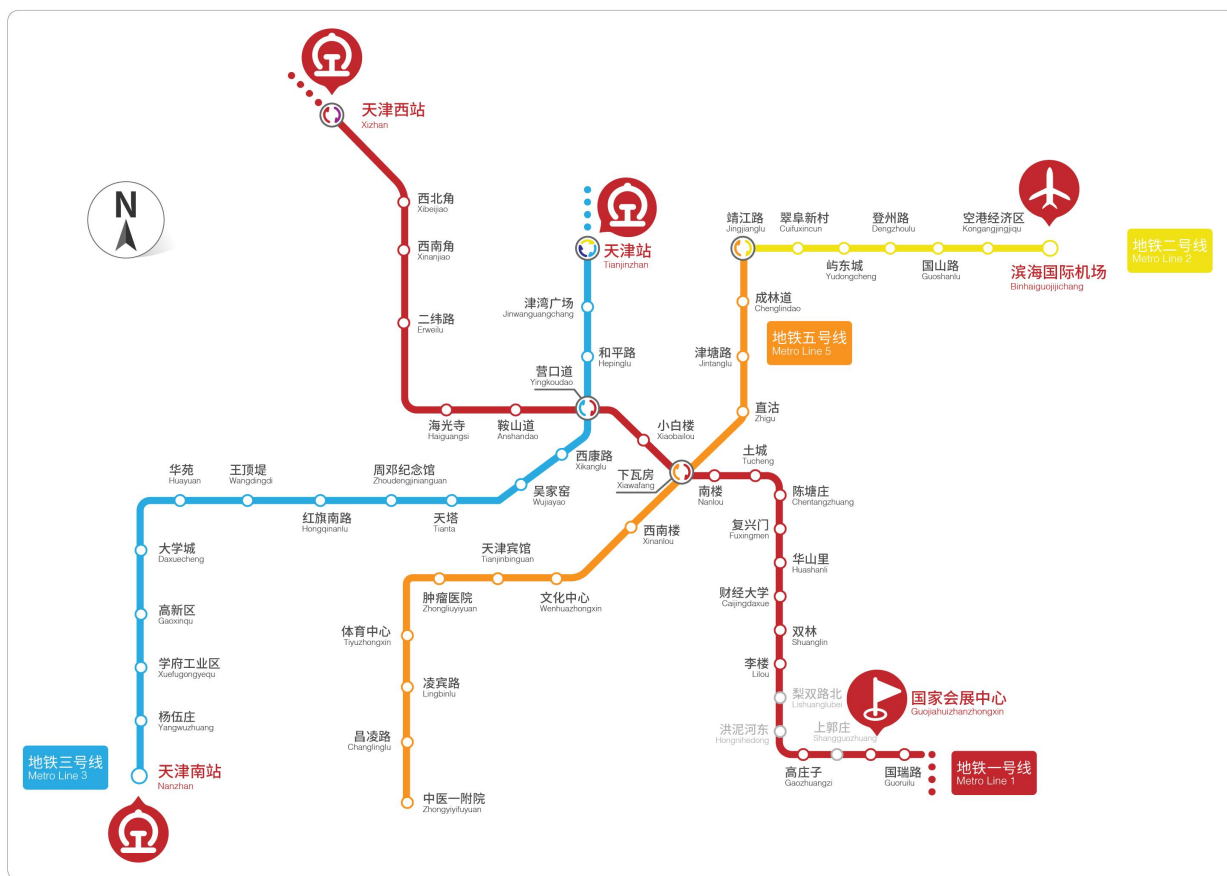 天津西站
Xizhan
N
西北角
Xibeijiao
西南角
Xinanjiao
二纬路
Erweilu
海光寺
Haiguangsi
鞍山道
Anshandao
天津站
Tianjinzhan
津湾广场
Jinwanguangchang
和平路
Hepinglu
营口道
Yingkoudao
小白楼
Xiaobailou
下瓦房
Xiawafang
靖江路
Jingjianglu
翠阜新村
Cuifuxincun
屿东城
Yudongcheng
登州路
Dengzhoulu
国山路
Guoshanlu
空港经济区
Kongangjingjiqu
滨海国际机场
Binhaiguojijichang
地铁二号线
Metro Line 2
成林道
Chenglindao
地铁五号线
Metro Line 5
津塘路
Jintanglu
直沽
Zhigu
西康路
Xikanglu
吴家窑
Wujiayao
天塔
Tianta
周邓纪念馆
Zhoudengjinianguan
红旗南路
Hongqinanlu
王顶堤
Wangdingdi
华苑
Huayuan
大学城
Daxuecheng
高新区
Gaoxinqu
学府工业区
Xuefugongyequ
杨伍庄
Yangwuzhuang
地铁三号线
Metro Line 3
天津南站
Nanzhan
西南楼
Xinanlou
文化中心
Wenhuazhongxin
天津宾馆
Tianjinbinguan
肿瘤医院
Zhongliuyiyuan
体育中心
Tiyuzhongxin
凌宾路
Lingbinlu
昌凌路
Changlinglu
中医一附院
Zhongyiyifuyuan
南楼
Nanlou
土城
Tucheng
陈塘庄
Chentangzhuang
复兴门
Fuxingmen
华山里
Huashanli
财经大学
Caijingdaxue
双林
Shuanglin
李楼
Lilou
梨双路北
Lishuanglubei
洪泥河东
Hongnihedong
高庄子
Gaozhuangzi
上郭庄
Shangguozhuang
国家会展中心
Guojiahuizhanzhongxin
国瑞路
Guoruilu
地铁一号线
Metro Line 1